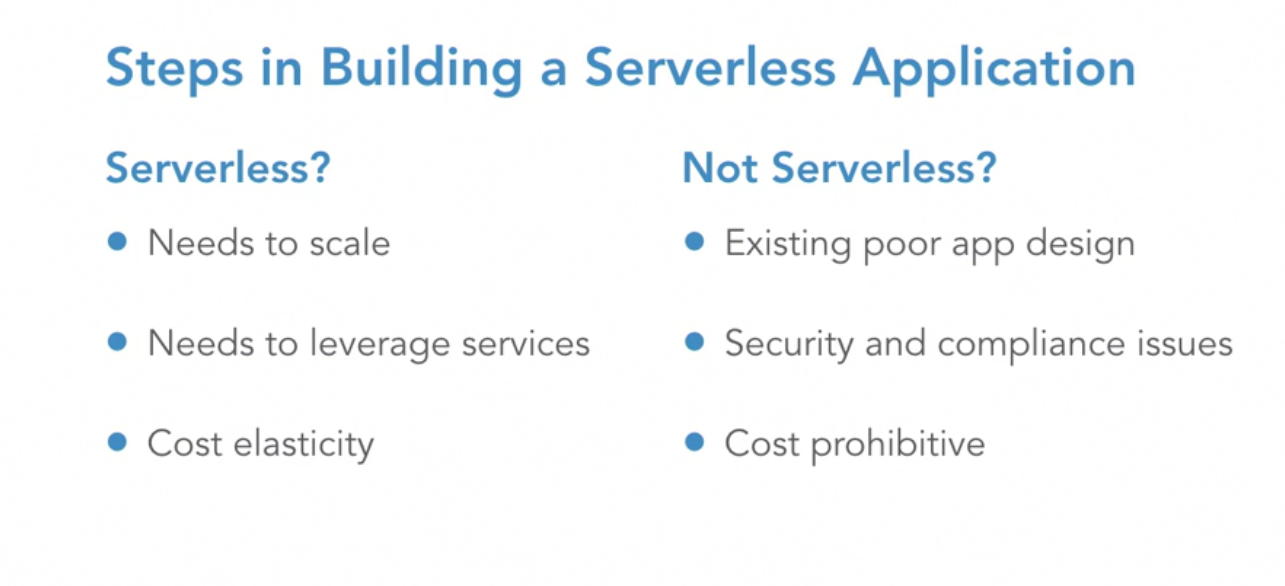 Steps in Building a Serverless Application
Serverless?
Needs to scale
Needs to leverage services
Cost elasticity
Not Serverless?
Existing poor app design
Security and compliance issues
Cost prohibitive